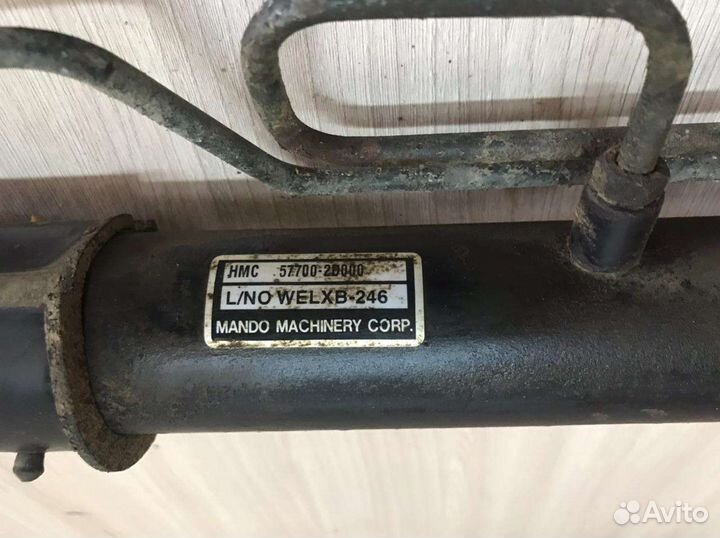 HMC 57700-2D000
L/NO WELXB-246
MANDO MACHINERY CORP.
Avito